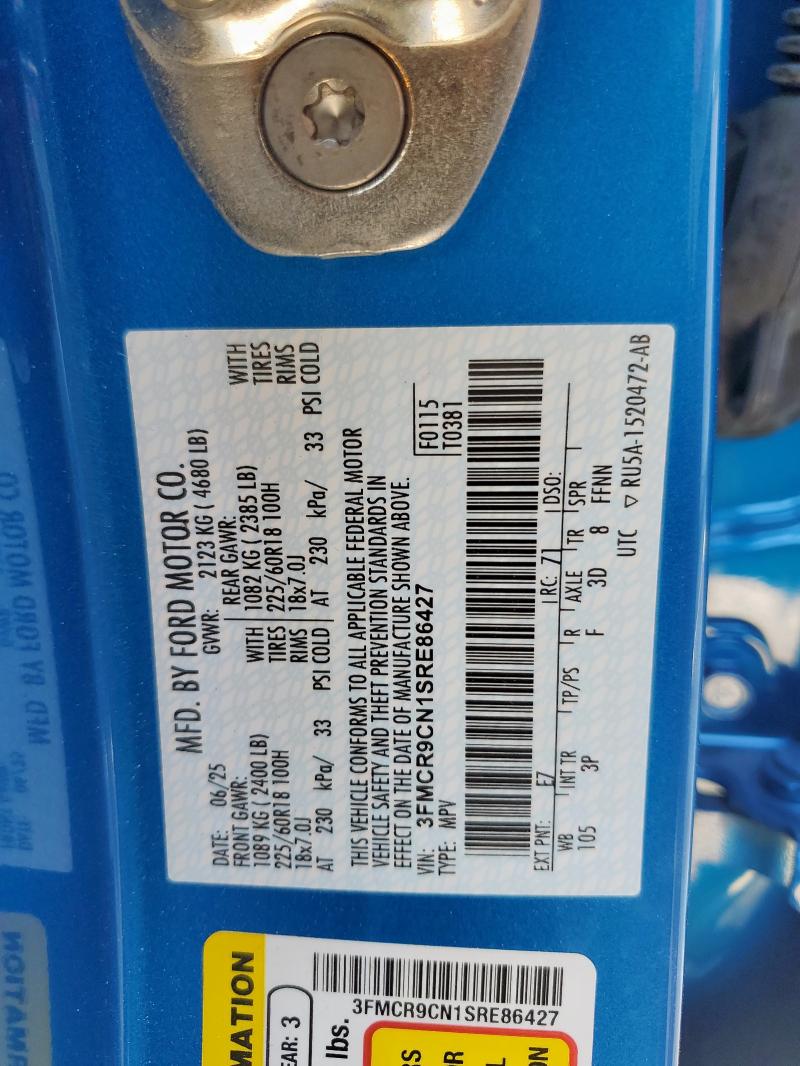 MFD. BY FORD MOTOR CO.
DATE: 06/25 GVWR: 2123 KG ( 4680 LB)
FRONT GAWR: REAR GAWR:
1089 KG ( 2400 LB) WITH 1082 KG ( 2385 LB) WITH
225/60R18 100H TIRES 225/60R18 100H TIRES
18x7.0J RIMS 18x7.0J RIMS
AT 230 kPa/ 33 PSI COLD AT 230 kPa/ 33 PSI COLD
THIS VEHICLE CONFORMS TO ALL APPLICABLE FEDERAL MOTOR
VEHICLE SAFETY AND THEFT PREVENTION STANDARDS IN
EFFECT ON THE DATE OF MANUFACTURE SHOWN ABOVE.
F0115
VIN: 3FMCR9CN1SRE86427
TYPE: MPV T0381
EXT PNT: E7 RC: 71 DSO:
WB INT TR TP/PS R AXLE TR SPR
105 3P F 3D 8 FFNN
UTC ▽ RU5A-1520472-AB
MATION
EAR: 3
lbs.
3FMCR9CN1SRE86427